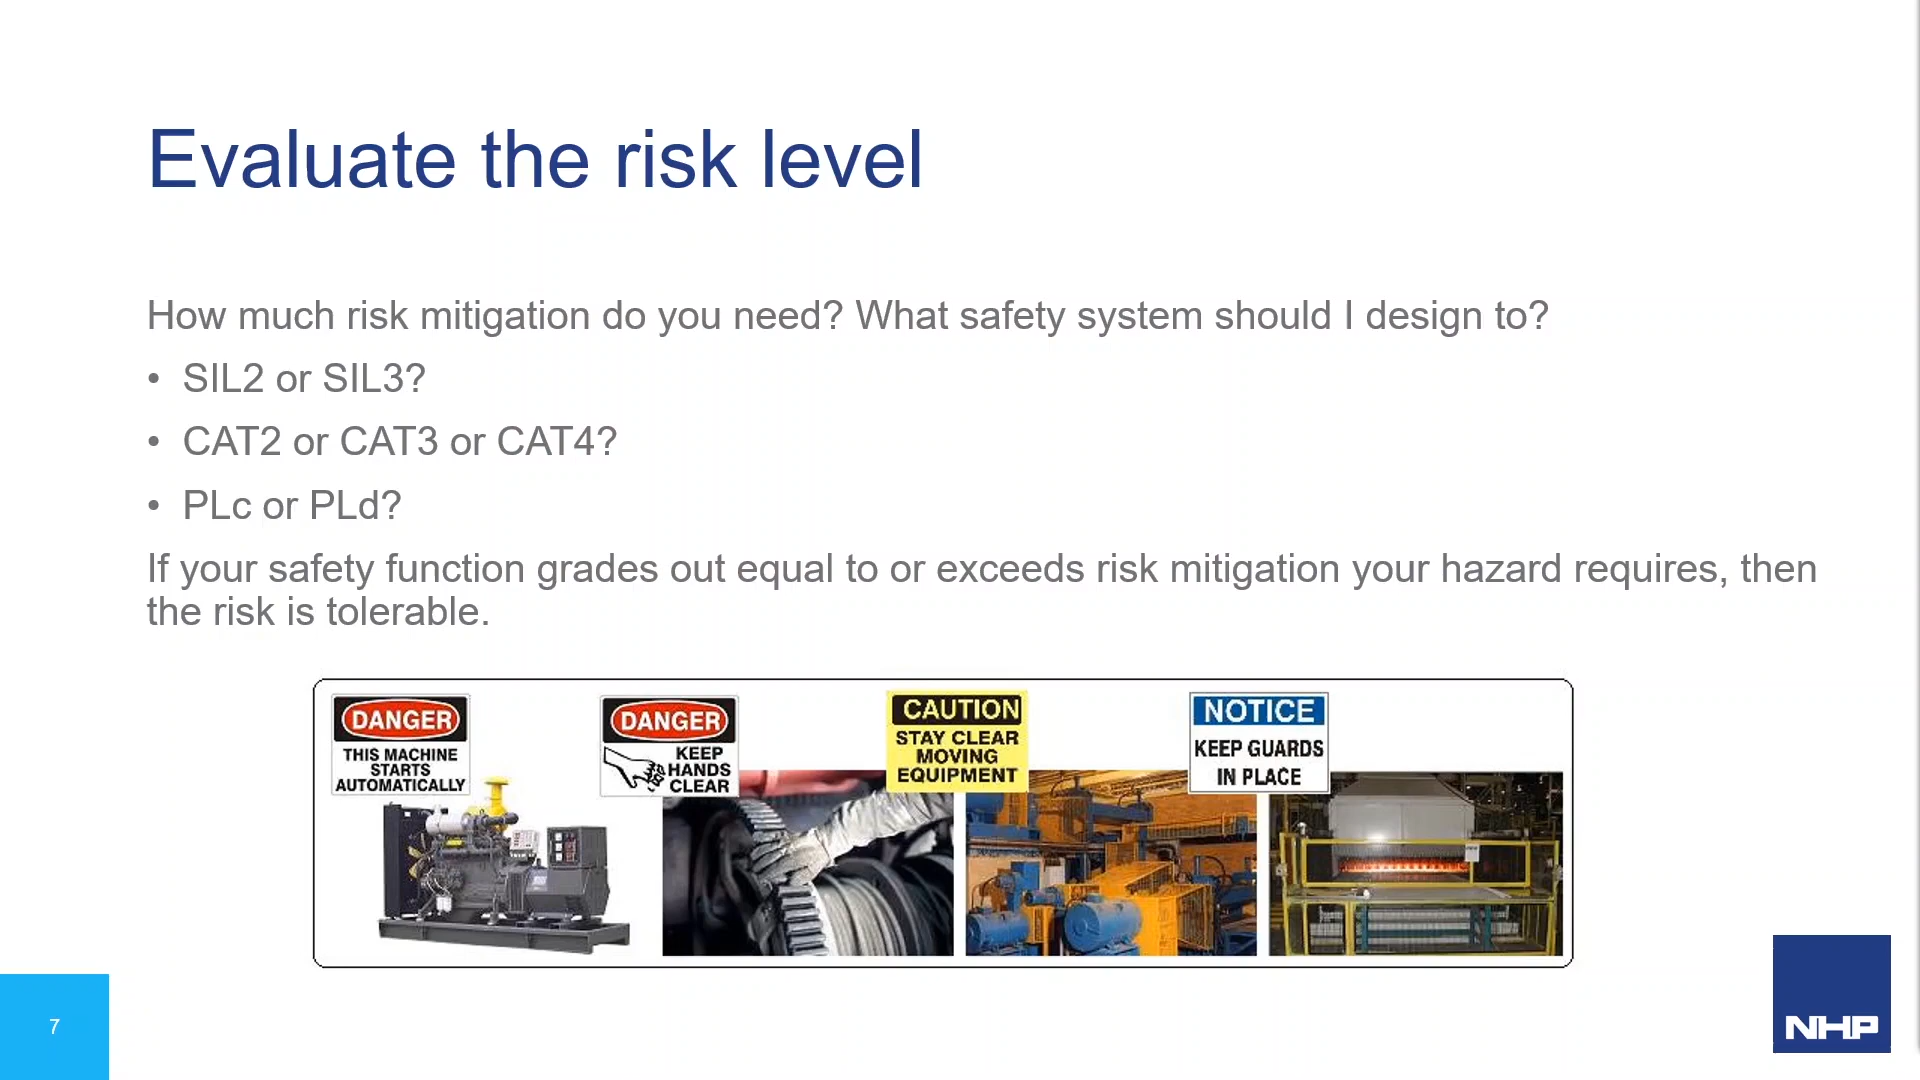 Evaluate the risk level
How much risk mitigation do you need? What safety system should I design to?
• SIL2 or SIL3?
• CAT2 or CAT3 or CAT4?
• PLc or PLd?
If your safety function grades out equal to or exceeds risk mitigation your hazard requires, then
the risk is tolerable.
DANGER
THIS MACHINE
STARTS
AUTOMATICALLY
DANGER
KEEP
HANDS
CLEAR
CAUTION
STAY CLEAR
MOVING
EQUIPMENT
NOTICE
KEEP GUARDS
IN PLACE
7
NHP